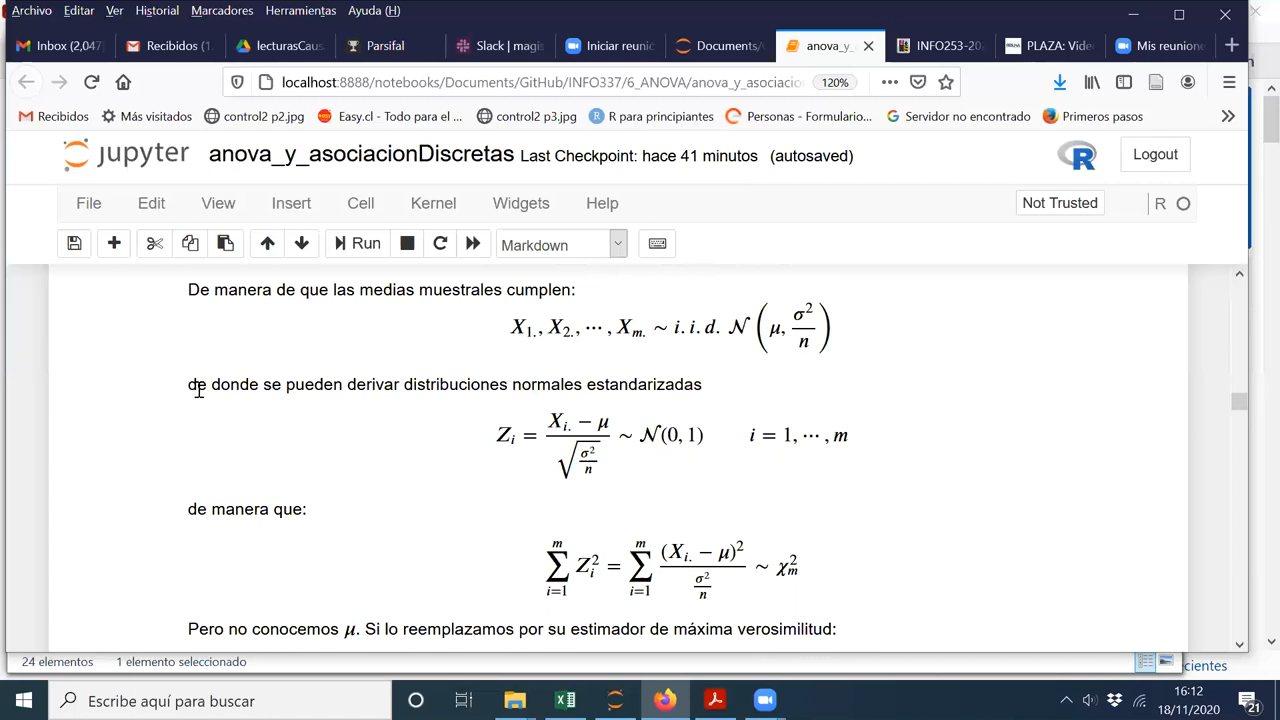 Archivo Editar Ver Historial Marcadores Herramientas Ayuda (H)
Inbox (2,047 Recibidos (1. lecturasCaus Parsifal Slack | magis Iniciar reuni Documents/ anova_y_ INFO253-20 PLAZA: Vide Mis reunione
localhost:8888/notebooks/Documents/GitHub/INFO337/6_ANOVA/anova_y_asociacion 120%
Recibidos Más visitados control2 p2.jpg Easy.cl - Todo para el ... control2 p3.jpg R para principiantes Personas - Formulario... Servidor no encontrado Primeros pasos
jupyter anova_y_asociacionDiscretas Last Checkpoint: hace 41 minutos (autosaved) Logout
File Edit View Insert Cell Kernel Widgets Help Not Trusted R
Run Markdown
De manera de que las medias muestrales cumplen:
X₁., X₂., ⋯, Xₘ. ~ i.i.d. 𝒩(μ, σ²/n)
de donde se pueden derivar distribuciones normales estandarizadas
Zᵢ = (Xᵢ. − μ)/√(σ²/n) ~ 𝒩(0, 1) i = 1, ⋯, m
de manera que:
∑ᵢ₌₁ᵐ Zᵢ² = ∑ᵢ₌₁ᵐ (Xᵢ. − μ)²/(σ²/n) ~ χ²ₘ
Pero no conocemos μ. Si lo reemplazamos por su estimador de máxima verosimilitud:
24 elementos 1 elemento seleccionado
cientes
Escribe aquí para buscar
16:12
18/11/2020
21